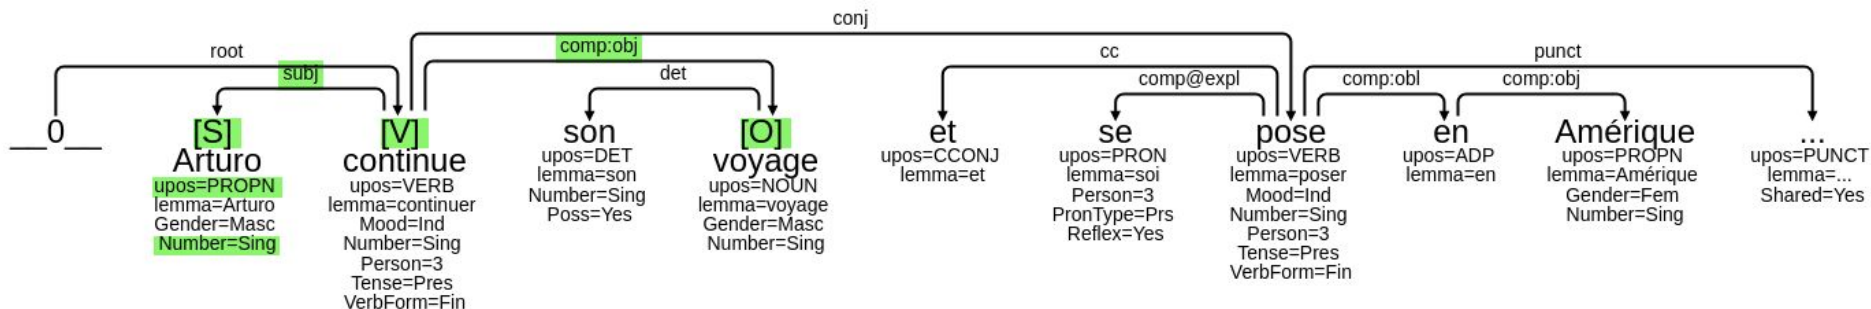 conj
root
comp:obj
cc
punct
subj
det
comp@expl
comp:obl
comp:obj
__0__ [S] [V] son [O] et se pose en Amérique ...
Arturo
upos=PROPN
lemma=Arturo
Gender=Masc
Number=Sing
continue
upos=VERB
lemma=continuer
Mood=Ind
Number=Sing
Person=3
Tense=Pres
VerbForm=Fin
upos=DET
lemma=son
Number=Sing
Poss=Yes
voyage
upos=NOUN
lemma=voyage
Gender=Masc
Number=Sing
upos=CCONJ
lemma=et
upos=PRON
lemma=soi
Person=3
PronType=Prs
Reflex=Yes
upos=VERB
lemma=poser
Mood=Ind
Number=Sing
Person=3
Tense=Pres
VerbForm=Fin
upos=ADP
lemma=en
upos=PROPN
lemma=Amérique
Gender=Fem
Number=Sing
upos=PUNCT
lemma=...
Shared=Yes